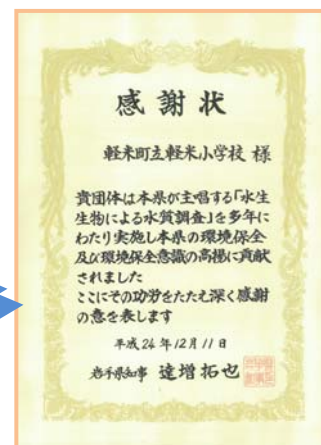 感謝状
軽米町立軽米小学校 様
貴団体は本県が主唱する「水生
生物による水質調査」を多年に
わたり実施し本県の環境保全
及び環境保全意識の高揚に貢献
されました
ここにその功労をたたえ深く感謝
の意を表します
平成24年12月11日
岩手県知事 達増拓也